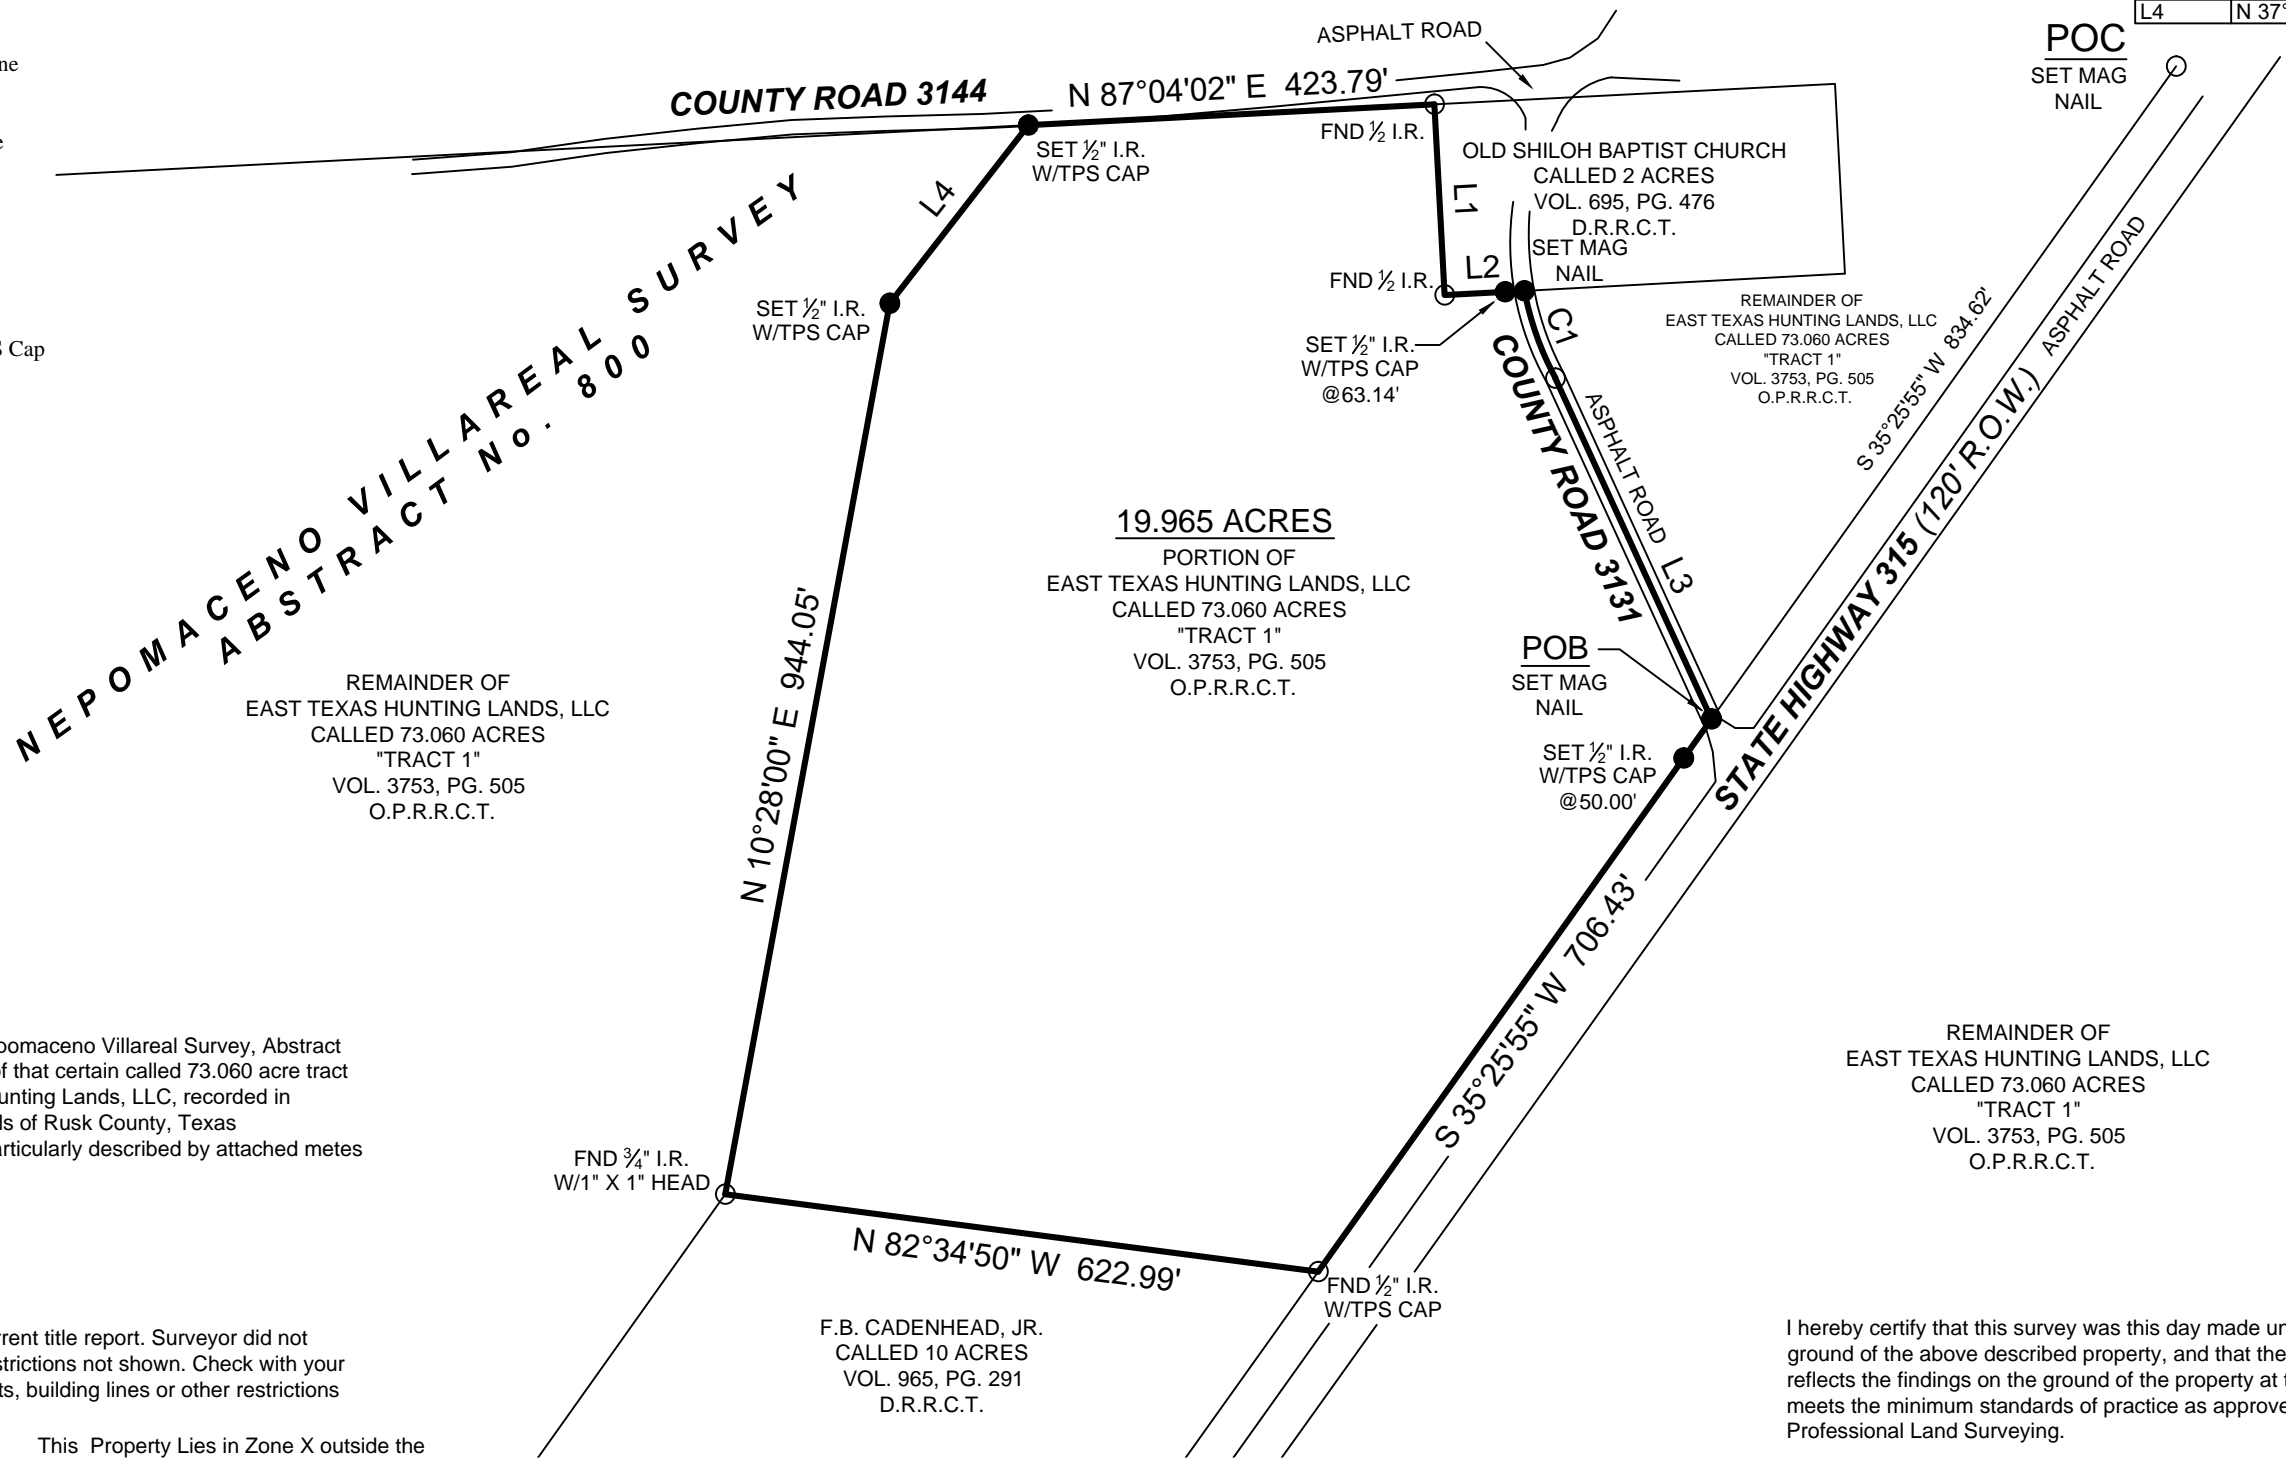 L4 N 37°
POC
SET MAG
NAIL
ASPHALT ROAD
COUNTY ROAD 3144
N 87°04'02" E 423.79'
FND ½ I.R.
SET ½" I.R.
W/TPS CAP
OLD SHILOH BAPTIST CHURCH
CALLED 2 ACRES
VOL. 695, PG. 476
D.R.R.C.T.
L1
L4
SET MAG
NAIL
L2
FND ½ I.R.
NEPOMACENO VILLAREAL SURVEY
ABSTRACT No. 800
SET ½" I.R.
W/TPS CAP
SET ½" I.R.
W/TPS CAP
@63.14'
C1
REMAINDER OF
EAST TEXAS HUNTING LANDS, LLC
CALLED 73.060 ACRES
"TRACT 1"
VOL. 3753, PG. 505
O.P.R.R.C.T.
S 35°25'55" W 834.62'
ASPHALT ROAD
STATE HIGHWAY 315 (120' R.O.W.)
COUNTY ROAD 3131
ASPHALT ROAD
L3
19.965 ACRES
PORTION OF
EAST TEXAS HUNTING LANDS, LLC
CALLED 73.060 ACRES
"TRACT 1"
VOL. 3753, PG. 505
O.P.R.R.C.T.
POB
SET MAG
NAIL
SET ½" I.R.
W/TPS CAP
@50.00'
N 10°28'00" E 944.05'
REMAINDER OF
EAST TEXAS HUNTING LANDS, LLC
CALLED 73.060 ACRES
"TRACT 1"
VOL. 3753, PG. 505
O.P.R.R.C.T.
S 35°25'55" W 706.43'
REMAINDER OF
EAST TEXAS HUNTING LANDS, LLC
CALLED 73.060 ACRES
"TRACT 1"
VOL. 3753, PG. 505
O.P.R.R.C.T.
Villareal Survey, Abstract
of that certain called 73.060 acre tract
Hunting Lands, LLC, recorded in
of Rusk County, Texas
particularly described by attached metes
FND ¾" I.R.
W/1" X 1" HEAD
N 82°34'50" W 622.99'
FND ½" I.R.
W/TPS CAP
F.B. CADENHEAD, JR.
CALLED 10 ACRES
VOL. 965, PG. 291
D.R.R.C.T.
title report. Surveyor did not
restrictions not shown. Check with your
building lines or other restrictions
This Property Lies in Zone X outside the
I hereby certify that this survey was this day made
ground of the above described property, and that the
reflects the findings on the ground of the property at
meets the minimum standards of practice as
Professional Land Surveying.
Cap